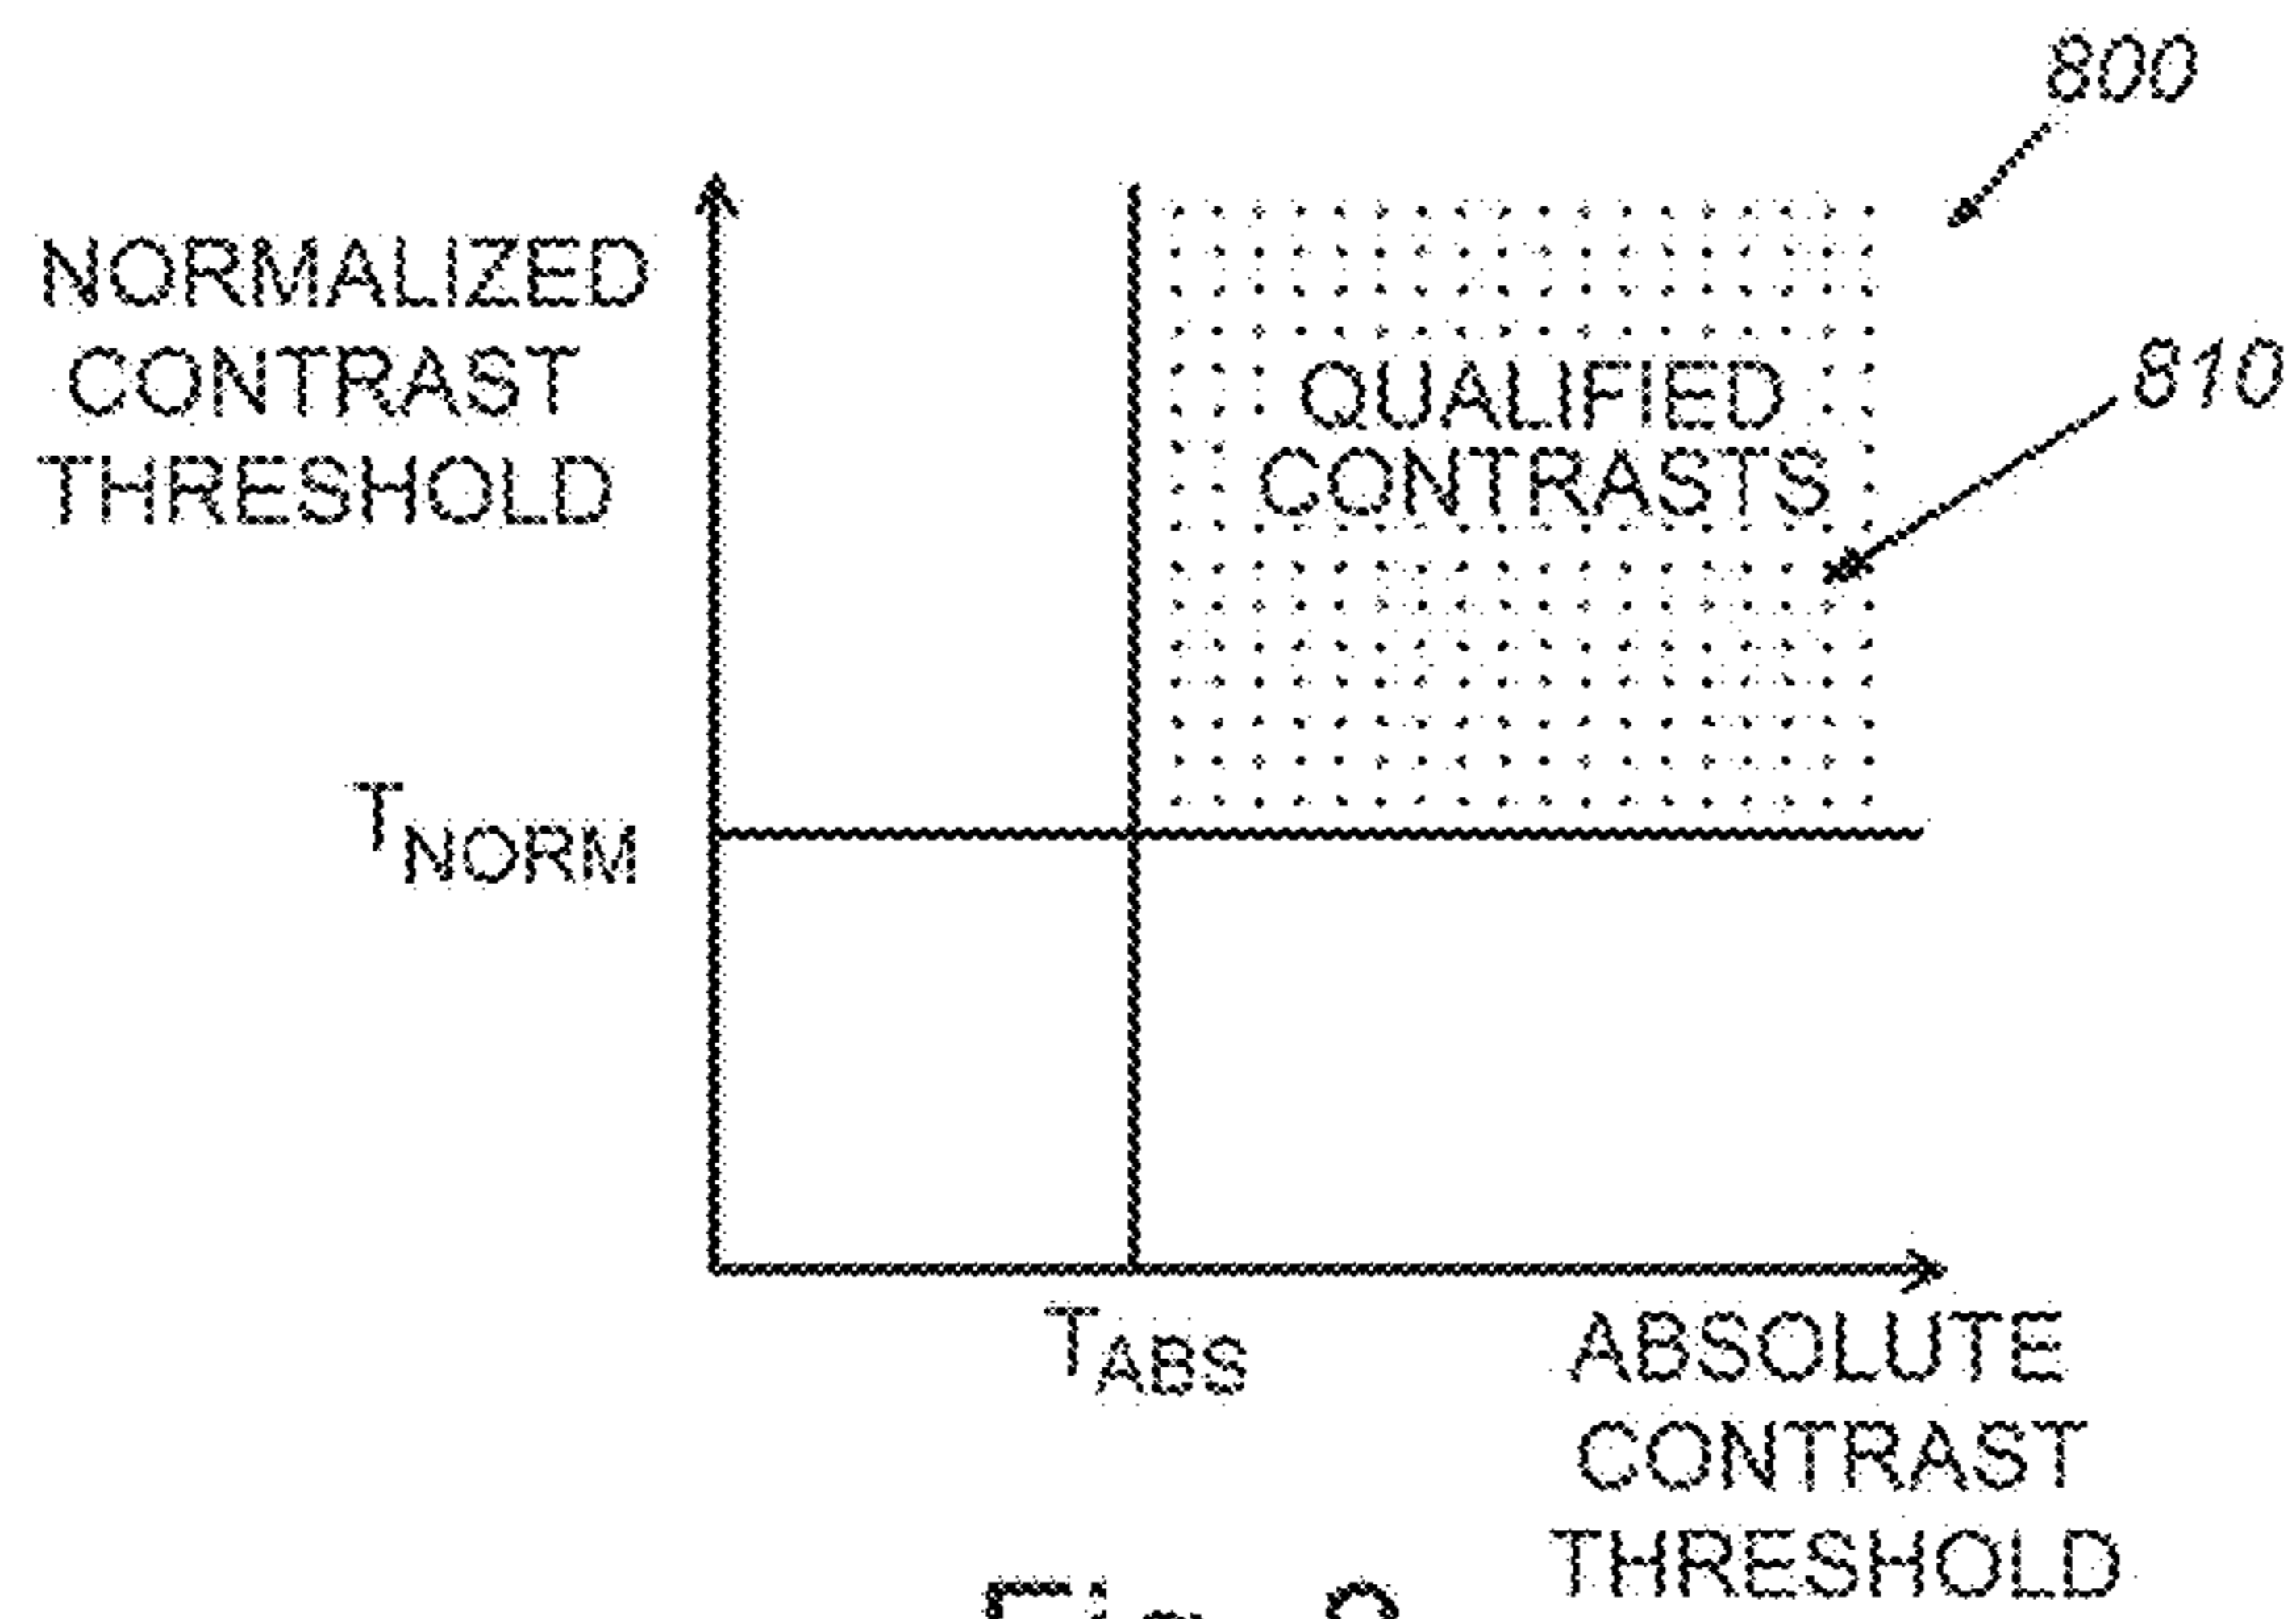 800
NORMALIZED
CONTRAST
THRESHOLD
810
QUALIFIED
CONTRASTS
TNORM
TABS
ABSOLUTE
CONTRAST
THRESHOLD